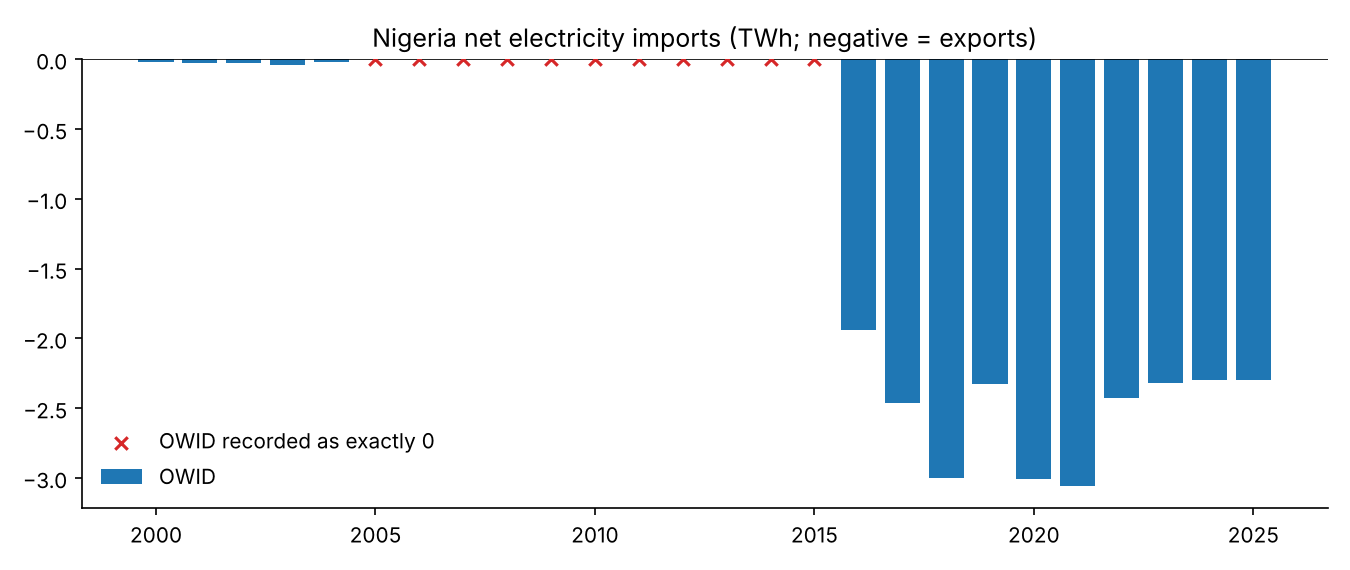 Nigeria net electricity imports (TWh; negative = exports)
0.0
−0.5
−1.0
−1.5
−2.0
−2.5
−3.0
OWID recorded as exactly 0
OWID
2000 2005 2010 2015 2020 2025